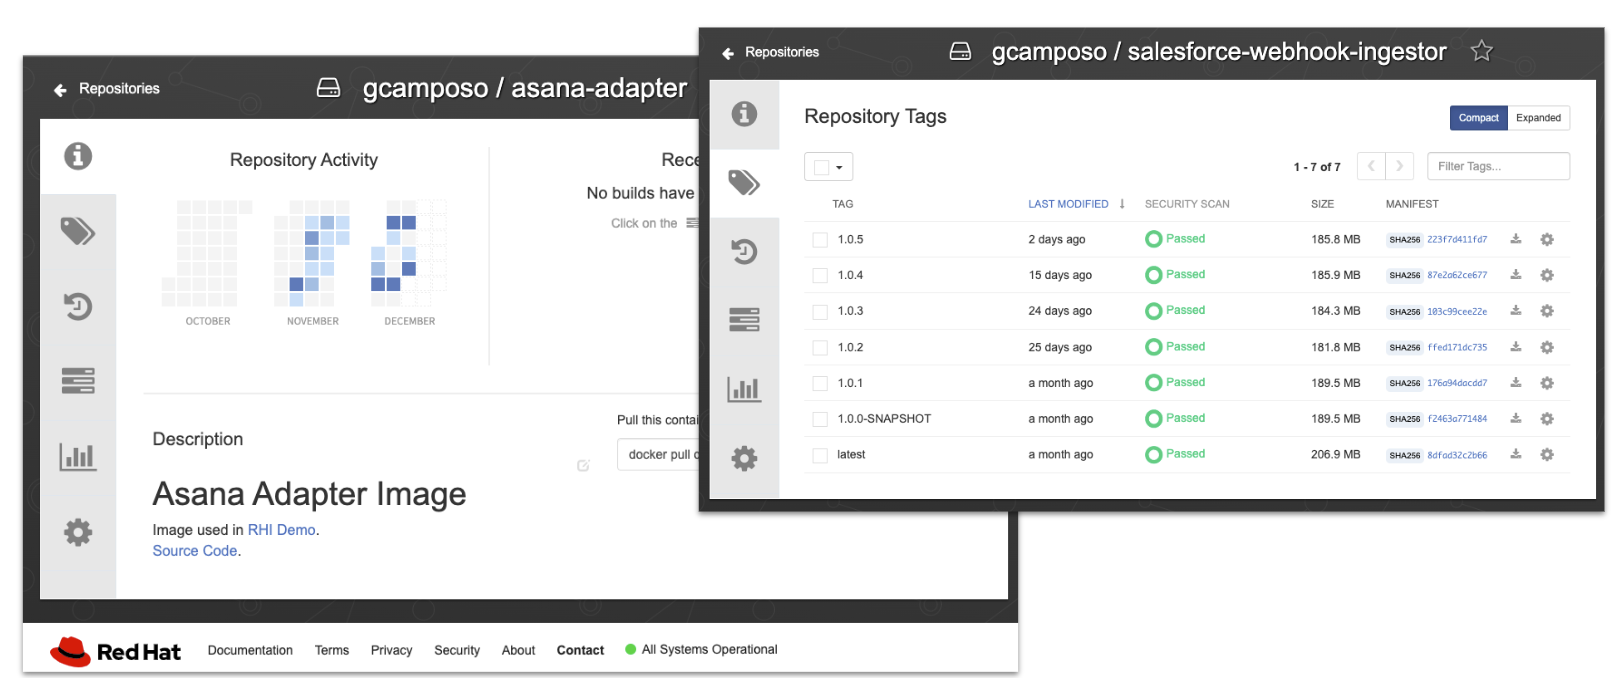 Repositories
gcamposo / asana-adapter
Repository Activity
OCTOBER
NOVEMBER
DECEMBER
No builds have
Click on the
Pull this contai
docker pull
Description
Asana Adapter Image
Image used in RHI Demo.
Source Code.
Red Hat
Documentation Terms Privacy Security About Contact All Systems Operational
Repositories
gcamposo / salesforce-webhook-ingestor
Repository Tags
Compact Expanded
1 - 7 of 7
Filter Tags...
TAG LAST MODIFIED ↓ SECURITY SCAN SIZE MANIFEST
1.0.5 2 days ago Passed 185.8 MB SHA256 223f7d411fd7
1.0.4 15 days ago Passed 185.9 MB SHA256 87e2a62ce677
1.0.3 24 days ago Passed 184.3 MB SHA256 103c99cee22e
1.0.2 25 days ago Passed 181.8 MB SHA256 ffed171dc735
1.0.1 a month ago Passed 189.5 MB SHA256 176a94dacdd7
1.0.0-SNAPSHOT a month ago Passed 189.5 MB SHA256 f2463a771484
latest a month ago Passed 206.9 MB SHA256 8dfad32c2b66